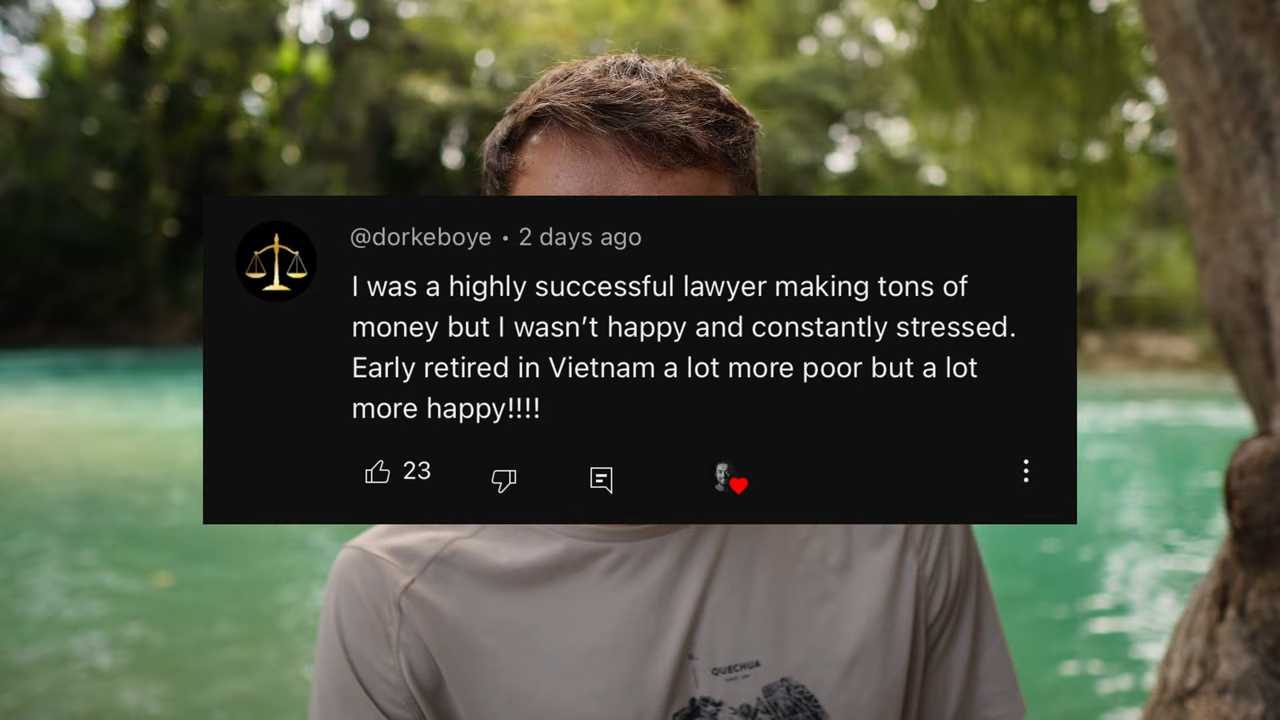 @dorkeboye • 2 days ago
I was a highly successful lawyer making tons of
money but I wasn’t happy and constantly stressed.
Early retired in Vietnam a lot more poor but a lot
more happy!!!!
23
QUECHUA